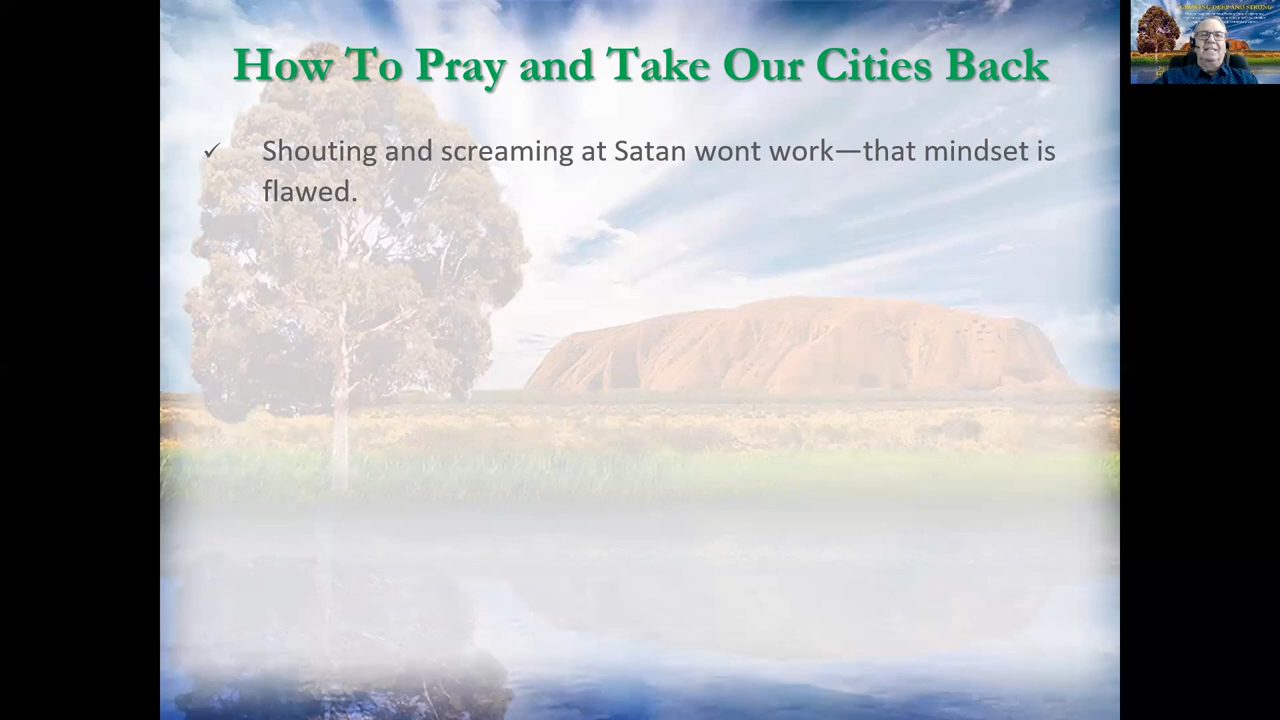 How To Pray and Take Our Cities Back
✓ Shouting and screaming at Satan wont work—that mindset is
flawed.